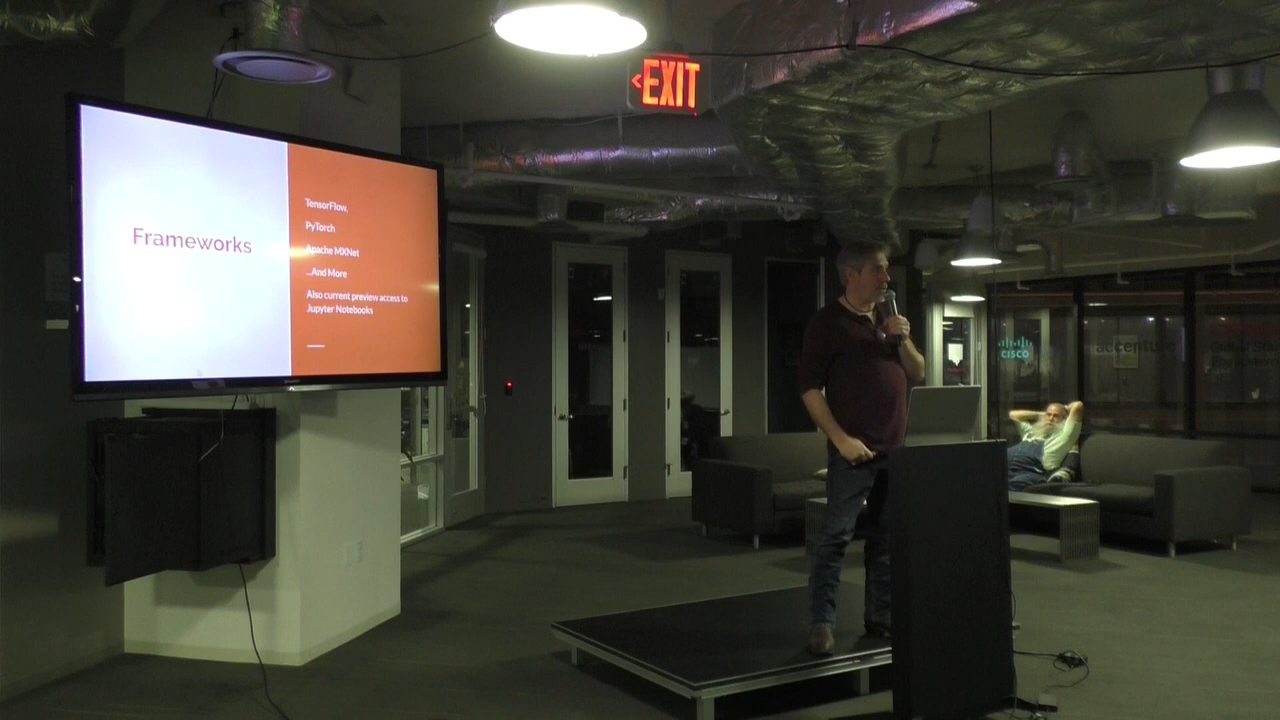 <EXIT
Frameworks
TensorFlow,
PyTorch
Apache MXNet
...And More
Also current preview access to
Jupyter Notebooks
CISCO
accenture